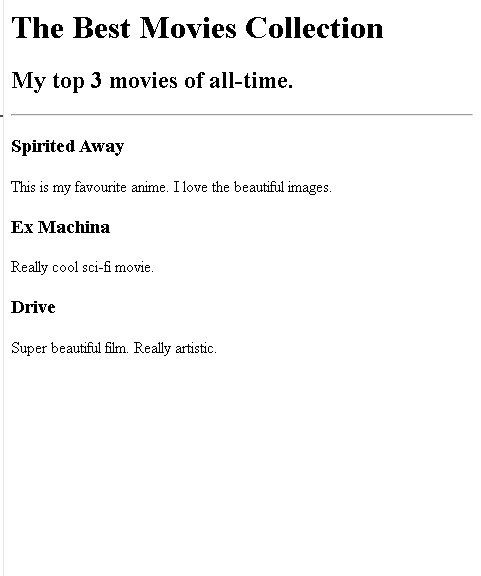 The Best Movies Collection
My top 3 movies of all-time.
Spirited Away
This is my favourite anime. I love the beautiful images.
Ex Machina
Really cool sci-fi movie.
Drive
Super beautiful film. Really artistic.